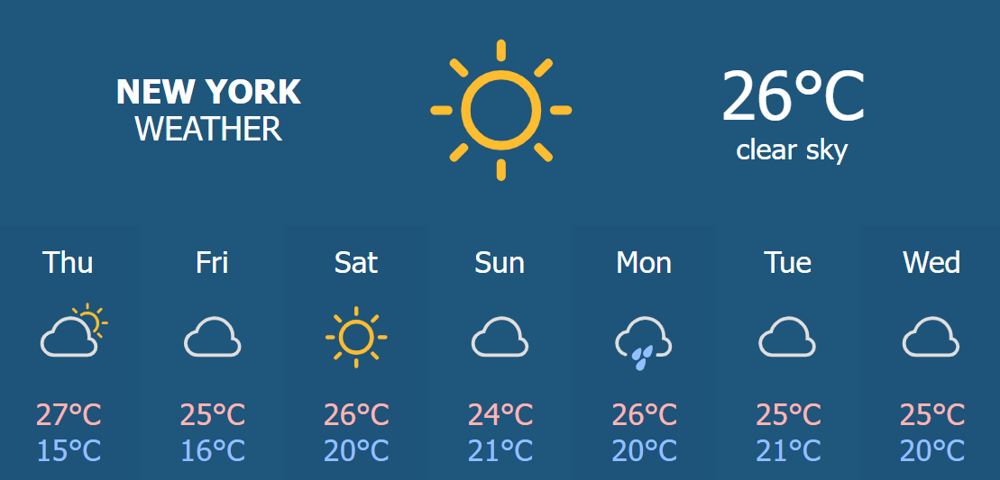 NEW YORK
WEATHER
26°C
clear sky
Thu Fri Sat Sun Mon Tue Wed
27°C 25°C 26°C 24°C 26°C 25°C 25°C
15°C 16°C 20°C 21°C 20°C 21°C 20°C